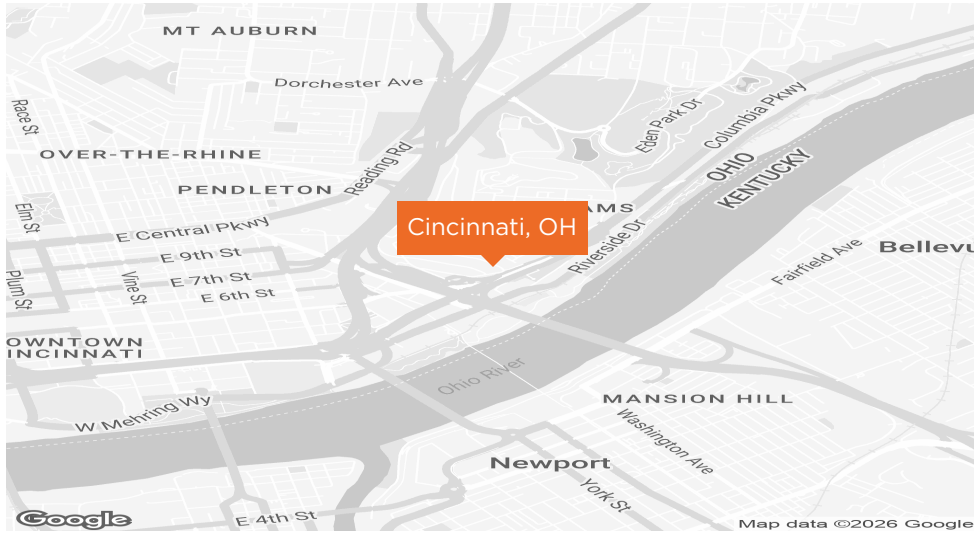 MT AUBURN
Dorchester Ave
Race St
Eden Park Dr
Columbia Pkwy
OVER-THE-RHINE
Reading Rd
OHIO
KENTUCKY
PENDLETON
Elm St
AMS
Cincinnati, OH
E Central Pkwy
Riverside Dr
Fairfield Ave
Bellevu
E 9th St
E 7th St
E 6th St
Plum St
Vine St
OWNTOWN
INCINNATI
Ohio River
W Mehring Wy
MANSION HILL
Washington Ave
Newport
York St
E 4th St
Google
Map data ©2026 Google